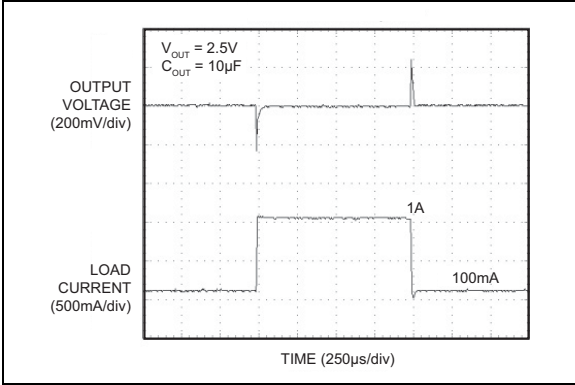 V_OUT = 2.5V
C_OUT = 10µF
OUTPUT
VOLTAGE
(200mV/div)
1A
LOAD
CURRENT
(500mA/div)
100mA
TIME (250µs/div)